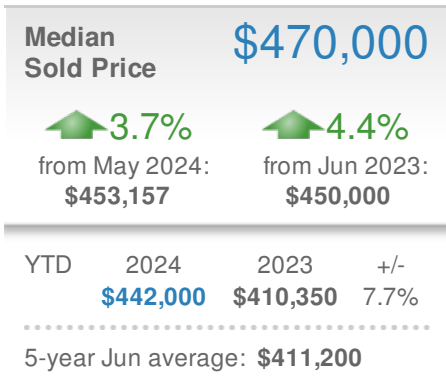 Median
Sold Price
$470,000
3.7%
4.4%
from May 2024:
from Jun 2023:
$453,157
$450,000
YTD 2024 2023 +/-
$442,000 $410,350 7.7%
5-year Jun average: $411,200